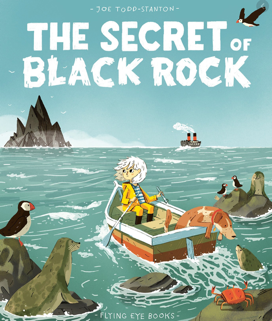 - JOE TODD-STANTON -
THE SECRET OF
BLACK ROCK
- FLYING EYE BOOKS -